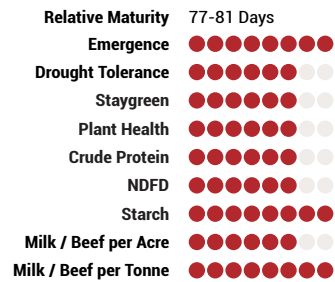 Relative Maturity 77-81 Days
Emergence
Drought Tolerance
Staygreen
Plant Health
Crude Protein
NDFD
Starch
Milk / Beef per Acre
Milk / Beef per Tonne